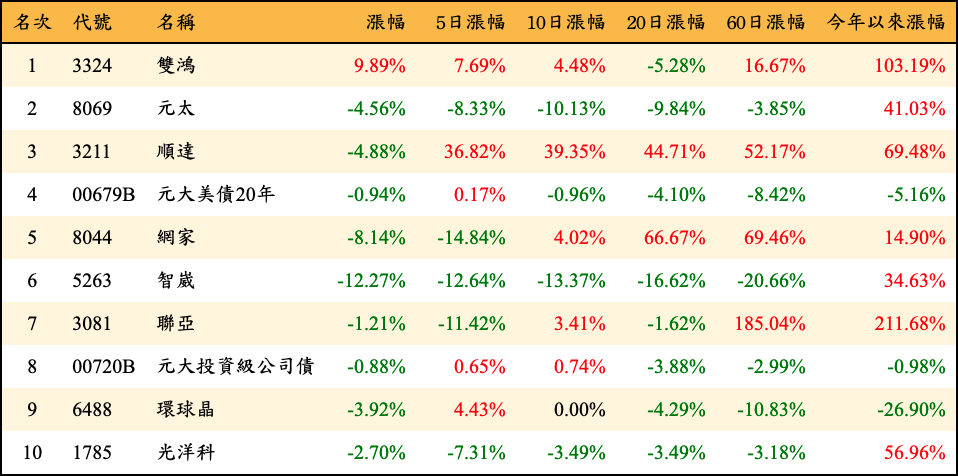 名次 代號 名稱 漲幅 5日漲幅 10日漲幅 20日漲幅 60日漲幅 今年以來漲幅
1 3324 雙鴻 9.89% 7.69% 4.48% -5.28% 16.67% 103.19%
2 8069 元太 -4.56% -8.33% -10.13% -9.84% -3.85% 41.03%
3 3211 順達 -4.88% 36.82% 39.35% 44.71% 52.17% 69.48%
4 00679B 元大美債20年 -0.94% 0.17% -0.96% -4.10% -8.42% -5.16%
5 8044 網家 -8.14% -14.84% 4.02% 66.67% 69.46% 14.90%
6 5263 智崴 -12.27% -12.64% -13.37% -16.62% -20.66% 34.63%
7 3081 聯亞 -1.21% -11.42% 3.41% -1.62% 185.04% 211.68%
8 00720B 元大投資級公司債 -0.88% 0.65% 0.74% -3.88% -2.99% -0.98%
9 6488 環球晶 -3.92% 4.43% 0.00% -4.29% -10.83% -26.90%
10 1785 光洋科 -2.70% -7.31% -3.49% -3.49% -3.18% 56.96%